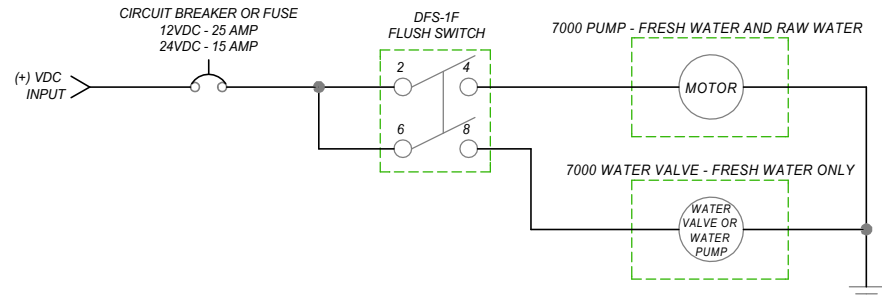 CIRCUIT BREAKER OR FUSE
12VDC - 25 AMP
24VDC - 15 AMP
DFS-1F
FLUSH SWITCH
7000 PUMP - FRESH WATER AND RAW WATER
(+) VDC
INPUT
2
4
MOTOR
6
8
7000 WATER VALVE - FRESH WATER ONLY
WATER
VALVE OR
WATER
PUMP